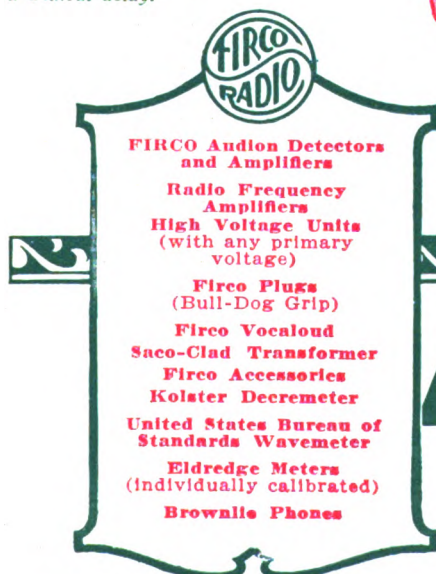 FIRCO
RADIO
FIRCO Audion Detectors
and Amplifiers
Radio Frequency
Amplifiers
High Voltage Units
(with any primary
voltage)
Firco Plugs
(Bull-Dog Grip)
Firco Vocaloud
Saco-Clad Transformer
Firco Accessories
Kolster Decremeter
United States Bureau of
Standards Wavemeter
Eldredge Meters
(individually calibrated)
Brownlie Phones